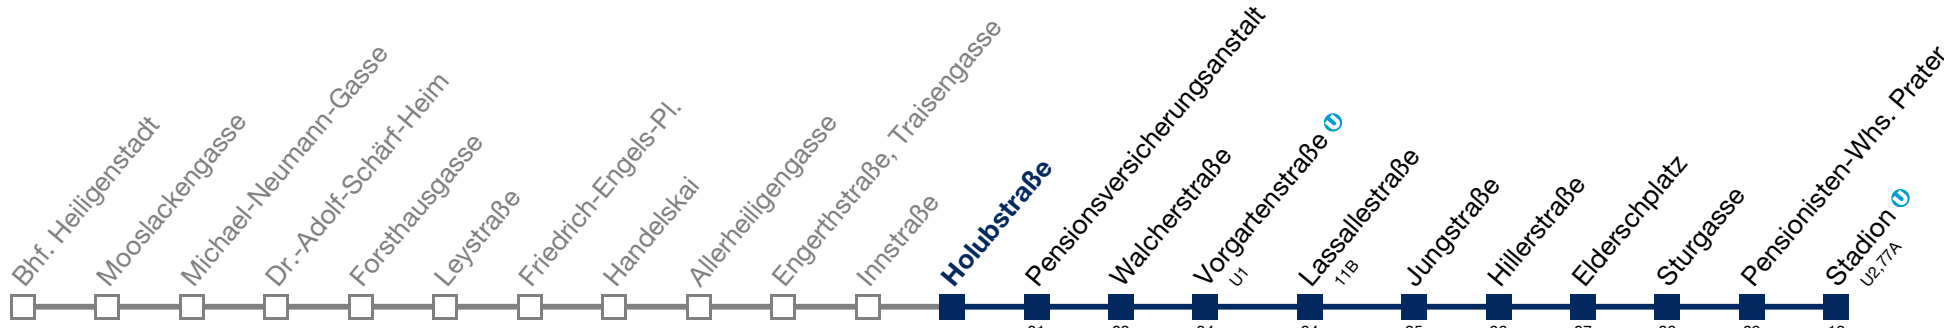 Bhf. Heiligenstadt
Mooslackengasse
Michael-Neumann-Gasse
Dr.-Adolf-Schärf-Heim
Forsthausgasse
Leystraße
Friedrich-Engels-Pl.
Handelskai
Allerheiligengasse
Engerthstraße, Traisengasse
Innstraße
Holubstraße
Pensionsversicherungsanstalt
Walcherstraße
Vorgartenstraße U
U1
Lassallestraße
11B
Jungstraße
Hillerstraße
Elderschplatz
Sturgasse
Pensionisten-Whs. Prater
Stadion U
U2,77A